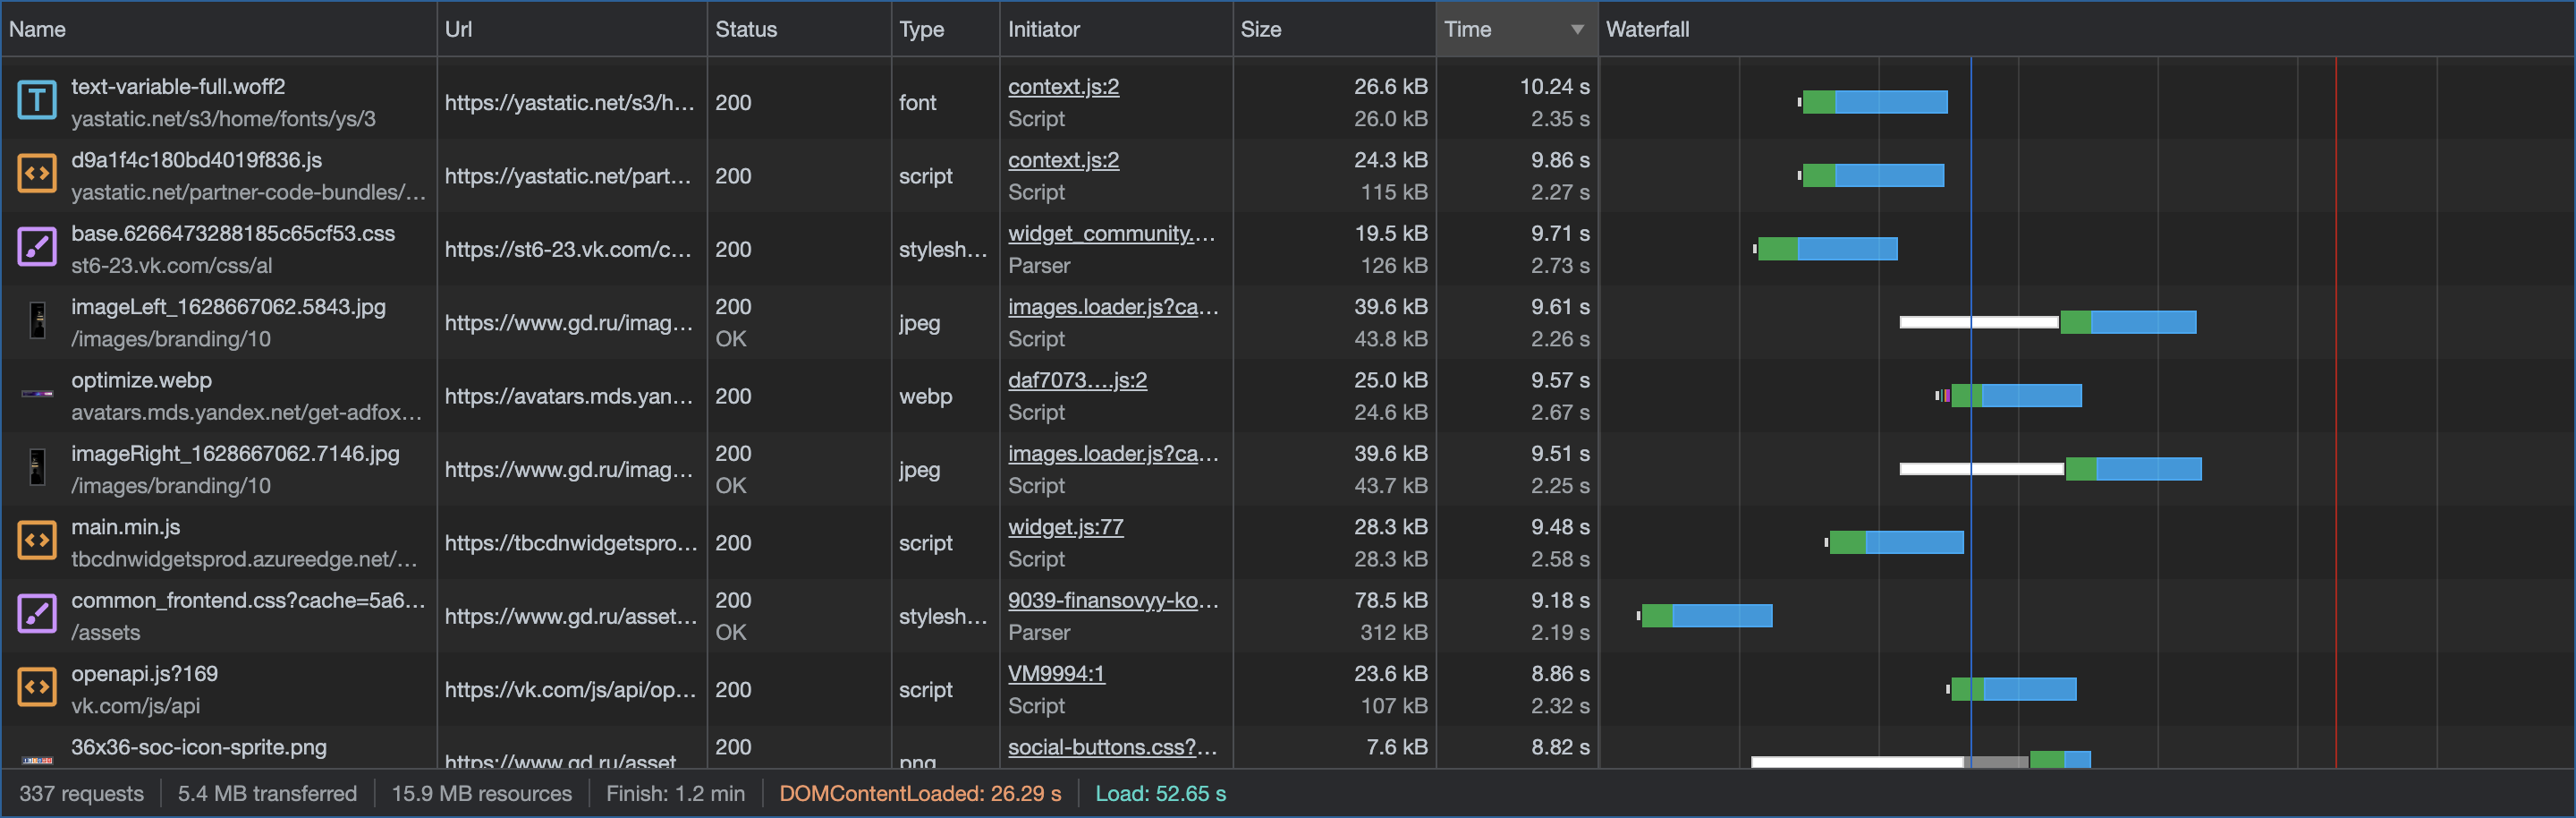 Name Url Status Type Initiator Size Time Waterfall
text-variable-full.woff2 context.js:2 26.6 kB 10.24 s
https://yastatic.net/s3/h... 200 font
yastatic.net/s3/home/fonts/ys/3 Script 26.0 kB 2.35 s
d9a1f4c180bd4019f836.js context.js:2 24.3 kB 9.86 s
https://yastatic.net/part... 200 script
yastatic.net/partner-code-bundles/... Script 115 kB 2.27 s
base.6266473288185c65cf53.css widget_community.... 19.5 kB 9.71 s
https://st6-23.vk.com/c... 200 stylesh...
st6-23.vk.com/css/al Parser 126 kB 2.73 s
imageLeft_1628667062.5843.jpg 200 images.loader.js?ca... 39.6 kB 9.61 s
https://www.gd.ru/imag... jpeg
/images/branding/10 OK Script 43.8 kB 2.26 s
optimize.webp daf7073....js:2 25.0 kB 9.57 s
https://avatars.mds.yan... 200 webp
avatars.mds.yandex.net/get-adfox... Script 24.6 kB 2.67 s
imageRight_1628667062.7146.jpg 200 images.loader.js?ca... 39.6 kB 9.51 s
https://www.gd.ru/imag... jpeg
/images/branding/10 OK Script 43.7 kB 2.25 s
main.min.js widget.js:77 28.3 kB 9.48 s
https://tbcdnwidgetspro... 200 script
tbcdnwidgetsprod.azureedge.net/... Script 28.3 kB 2.58 s
common_frontend.css?cache=5a6... 200 9039-finansovyy-ko... 78.5 kB 9.18 s
https://www.gd.ru/asset... stylesh...
/assets OK Parser 312 kB 2.19 s
openapi.js?169 VM9994:1 23.6 kB 8.86 s
https://vk.com/js/api/op... 200 script
vk.com/js/api Script 107 kB 2.32 s
36x36-soc-icon-sprite.png 200 social-buttons.css?... 7.6 kB 8.82 s
https://www.gd.ru/asset png
337 requests 5.4 MB transferred 15.9 MB resources Finish: 1.2 min DOMContentLoaded: 26.29 s Load: 52.65 s